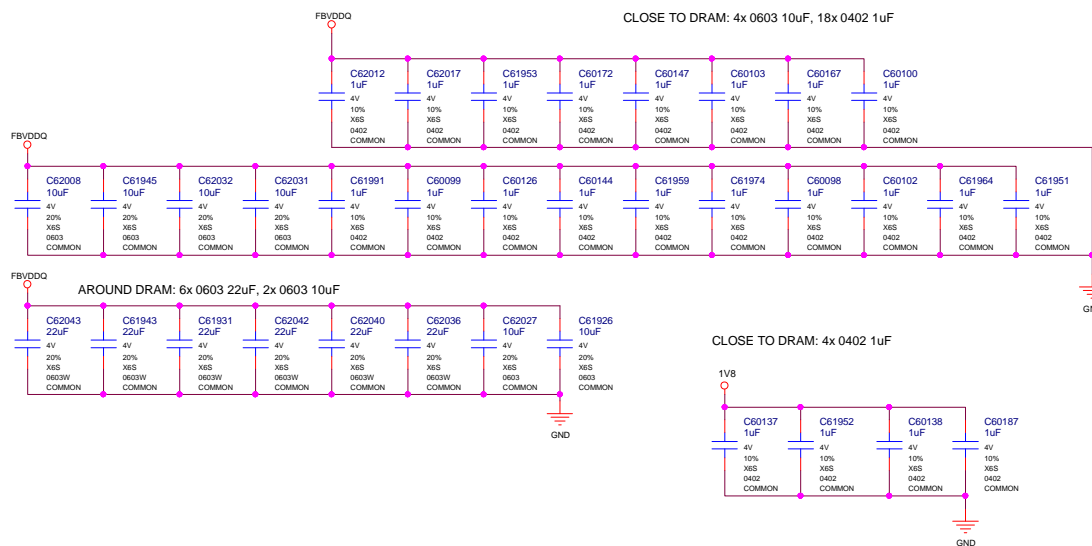 FBVDDQ
CLOSE TO DRAM: 4x 0603 10uF, 18x 0402 1uF
C62012 C62017 C61953 C60172 C60147 C60103 C60167 C60100
1uF 1uF 1uF 1uF 1uF 1uF 1uF 1uF
4V 4V 4V 4V 4V 4V 4V 4V
10% 10% 10% 10% 10% 10% 10% 10%
X6S X6S X6S X6S X6S X6S X6S X6S
0402 0402 0402 0402 0402 0402 0402 0402
COMMON COMMON COMMON COMMON COMMON COMMON COMMON COMMON
FBVDDQ
C62008 C61945 C62032 C62031 C61991 C60099 C60126 C60144 C61959 C61974 C60098 C60102 C61964 C61951
10uF 10uF 10uF 10uF 1uF 1uF 1uF 1uF 1uF 1uF 1uF 1uF 1uF 1uF
4V 4V 4V 4V 4V 4V 4V 4V 4V 4V 4V 4V 4V 4V
20% 20% 20% 20% 10% 10% 10% 10% 10% 10% 10% 10% 10% 10%
X6S X6S X6S X6S X6S X6S X6S X6S X6S X6S X6S X6S X6S X6S
0603 0603 0603 0603 0402 0402 0402 0402 0402 0402 0402 0402 0402 0402
COMMON COMMON COMMON COMMON COMMON COMMON COMMON COMMON COMMON COMMON COMMON COMMON COMMON COMMON
FBVDDQ
AROUND DRAM: 6x 0603 22uF, 2x 0603 10uF
C62043 C61943 C61931 C62042 C62040 C62036 C62027 C61926
22uF 22uF 22uF 22uF 22uF 22uF 10uF 10uF
4V 4V 4V 4V 4V 4V 4V 4V
20% 20% 20% 20% 20% 20% 20% 20%
X6S X6S X6S X6S X6S X6S X6S X6S
0603W 0603W 0603W 0603W 0603W 0603W 0603 0603
COMMON COMMON COMMON COMMON COMMON COMMON COMMON COMMON
GND
CLOSE TO DRAM: 4x 0402 1uF
1V8
C60137 C61952 C60138 C60187
1uF 1uF 1uF 1uF
4V 4V 4V 4V
10% 10% 10% 10%
X6S X6S X6S X6S
0402 0402 0402 0402
COMMON COMMON COMMON COMMON
GND